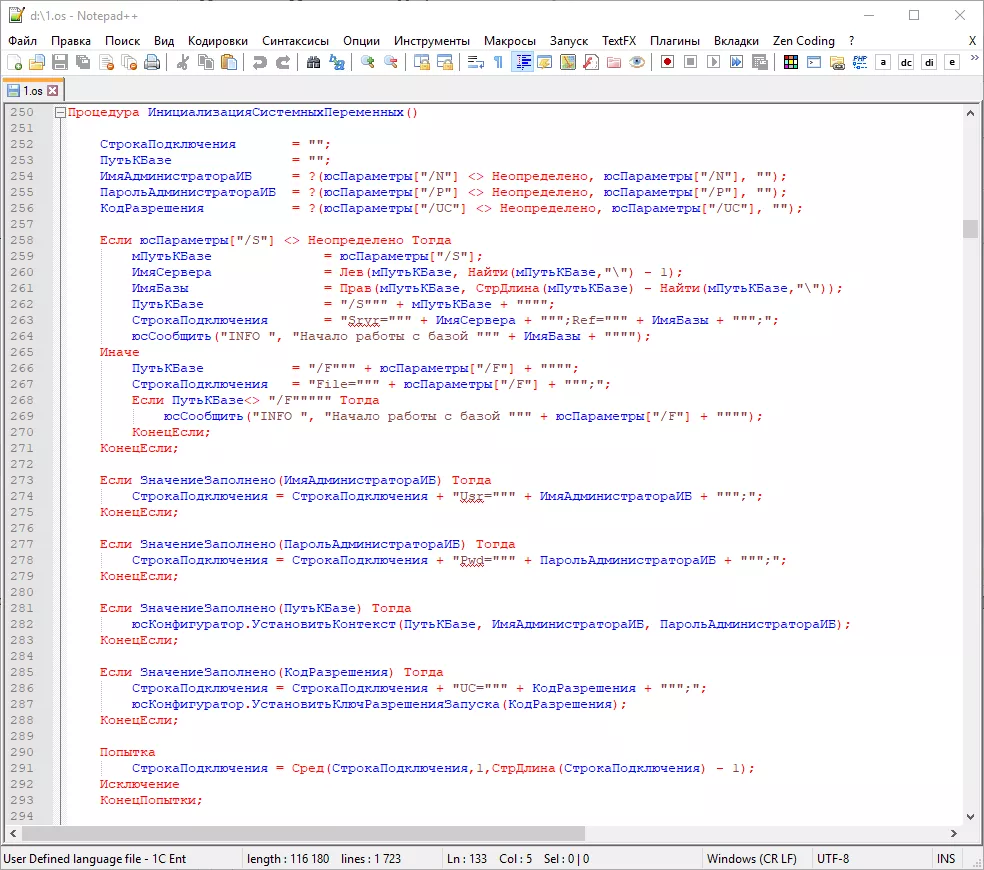 d:\1.os - Notepad++
Файл Правка Поиск Вид Кодировки Синтаксисы Опции Инструменты Макросы Запуск TextFX Плагины Вкладки Zen Coding ? X
PHP a dc di e »
1.os
250 Процедура ИнициализацияСистемныхПеременных()
251
252 СтрокаПодключения = "";
253 ПутьКБазе = "";
254 ИмяАдминистратораИБ = ?(юсПараметры["/N"] <> Неопределено, юсПараметры["/N"], "");
255 ПарольАдминистратораИБ = ?(юсПараметры["/P"] <> Неопределено, юсПараметры["/P"], "");
256 КодРазрешения = ?(юсПараметры["/UC"] <> Неопределено, юсПараметры["/UC"], "");
257
258 Если юсПараметры["/S"] <> Неопределено Тогда
259 мПутьКБазе = юсПараметры["/S"];
260 ИмяСервера = Лев(мПутьКБазе, Найти(мПутьКБазе,"\") - 1);
261 ИмяБазы = Прав(мПутьКБазе, СтрДлина(мПутьКБазе) - Найти(мПутьКБазе,"\"));
262 ПутьКБазе = "/S""" + мПутьКБазе + """";
263 СтрокаПодключения = "Srvr=""" + ИмяСервера + """;Ref=""" + ИмяБазы + """;";
264 юсСообщить("INFO ", "Начало работы с базой """ + ИмяБазы + """");
265 Иначе
266 ПутьКБазе = "/F""" + юсПараметры["/F"] + """";
267 СтрокаПодключения = "File=""" + юсПараметры["/F"] + """;";
268 Если ПутьКБазе<> "/F""""" Тогда
269 юсСообщить("INFO ", "Начало работы с базой """ + юсПараметры["/F"] + """");
270 КонецЕсли;
271 КонецЕсли;
272
273 Если ЗначениеЗаполнено(ИмяАдминистратораИБ) Тогда
274 СтрокаПодключения = СтрокаПодключения + "Usr=""" + ИмяАдминистратораИБ + """;";
275 КонецЕсли;
276
277 Если ЗначениеЗаполнено(ПарольАдминистратораИБ) Тогда
278 СтрокаПодключения = СтрокаПодключения + "Pwd=""" + ПарольАдминистратораИБ + """;";
279 КонецЕсли;
280
281 Если ЗначениеЗаполнено(ПутьКБазе) Тогда
282 юсКонфигуратор.УстановитьКонтекст(ПутьКБазе, ИмяАдминистратораИБ, ПарольАдминистратораИБ);
283 КонецЕсли;
284
285 Если ЗначениеЗаполнено(КодРазрешения) Тогда
286 СтрокаПодключения = СтрокаПодключения + "UC=""" + КодРазрешения + """;";
287 юсКонфигуратор.УстановитьКлючРазрешенияЗапуска(КодРазрешения);
288 КонецЕсли;
289
290 Попытка
291 СтрокаПодключения = Сред(СтрокаПодключения,1,СтрДлина(СтрокаПодключения) - 1);
292 Исключение
293 КонецПопытки;
294
User Defined language file - 1C Ent length : 116 180 lines : 1 723 Ln : 133 Col : 5 Sel : 0 | 0 Windows (CR LF) UTF-8 INS